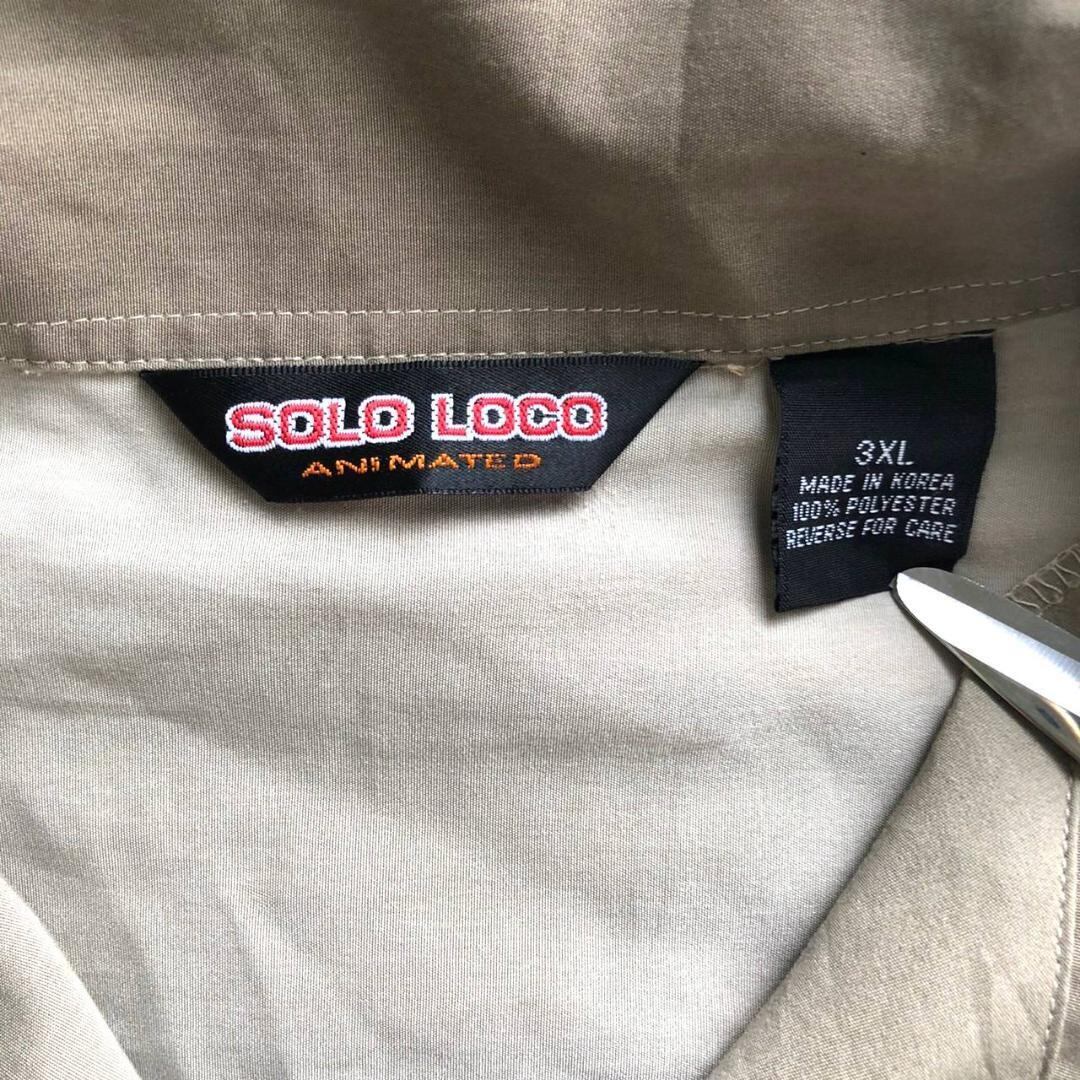 SOLO LOCO
ANIMATED
3XL
MADE IN KOREA
100% POLYESTER
REVERSE FOR CARE